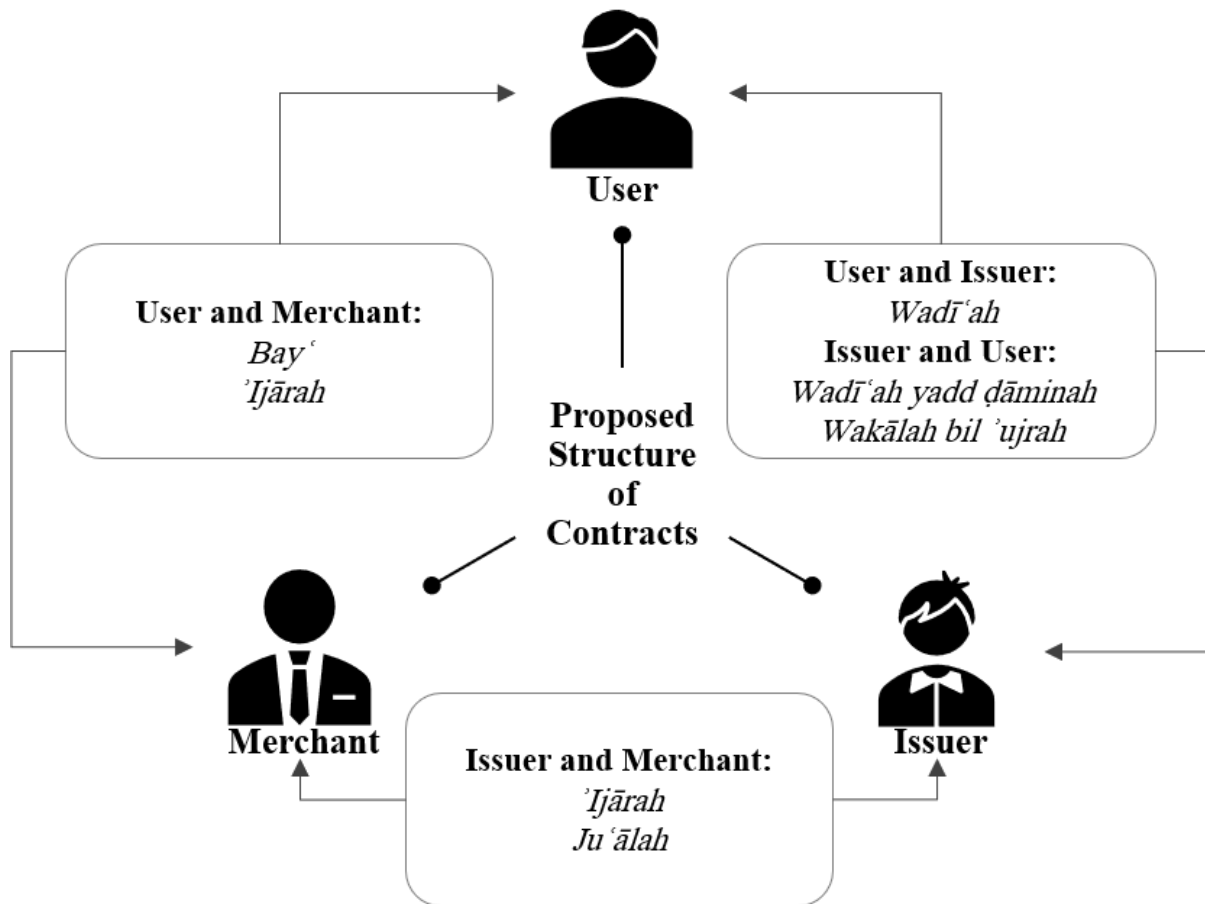 User
User and Merchant:
Bayʿ
ʾIjārah
User and Issuer:
Wadīʿah
Issuer and User:
Wadīʿah yadd ḍāminah
Wakālah bil ʾujrah
Proposed
Structure
of
Contracts
Merchant
Issuer
Issuer and Merchant:
ʾIjārah
Juʿālah